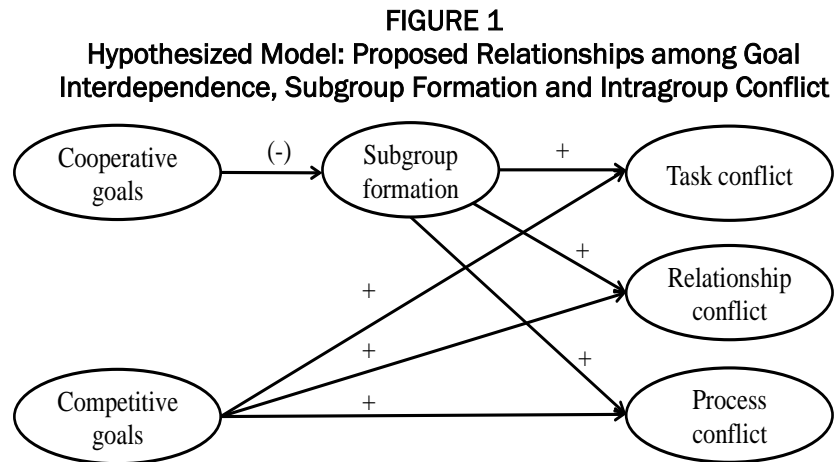 FIGURE 1
Hypothesized Model: Proposed Relationships among Goal
Interdependence, Subgroup Formation and Intragroup Conflict
Cooperative
goals
(-)
Subgroup
formation
+
Task conflict
+
+
Relationship
conflict
+
+
Competitive
goals
+
Process
conflict